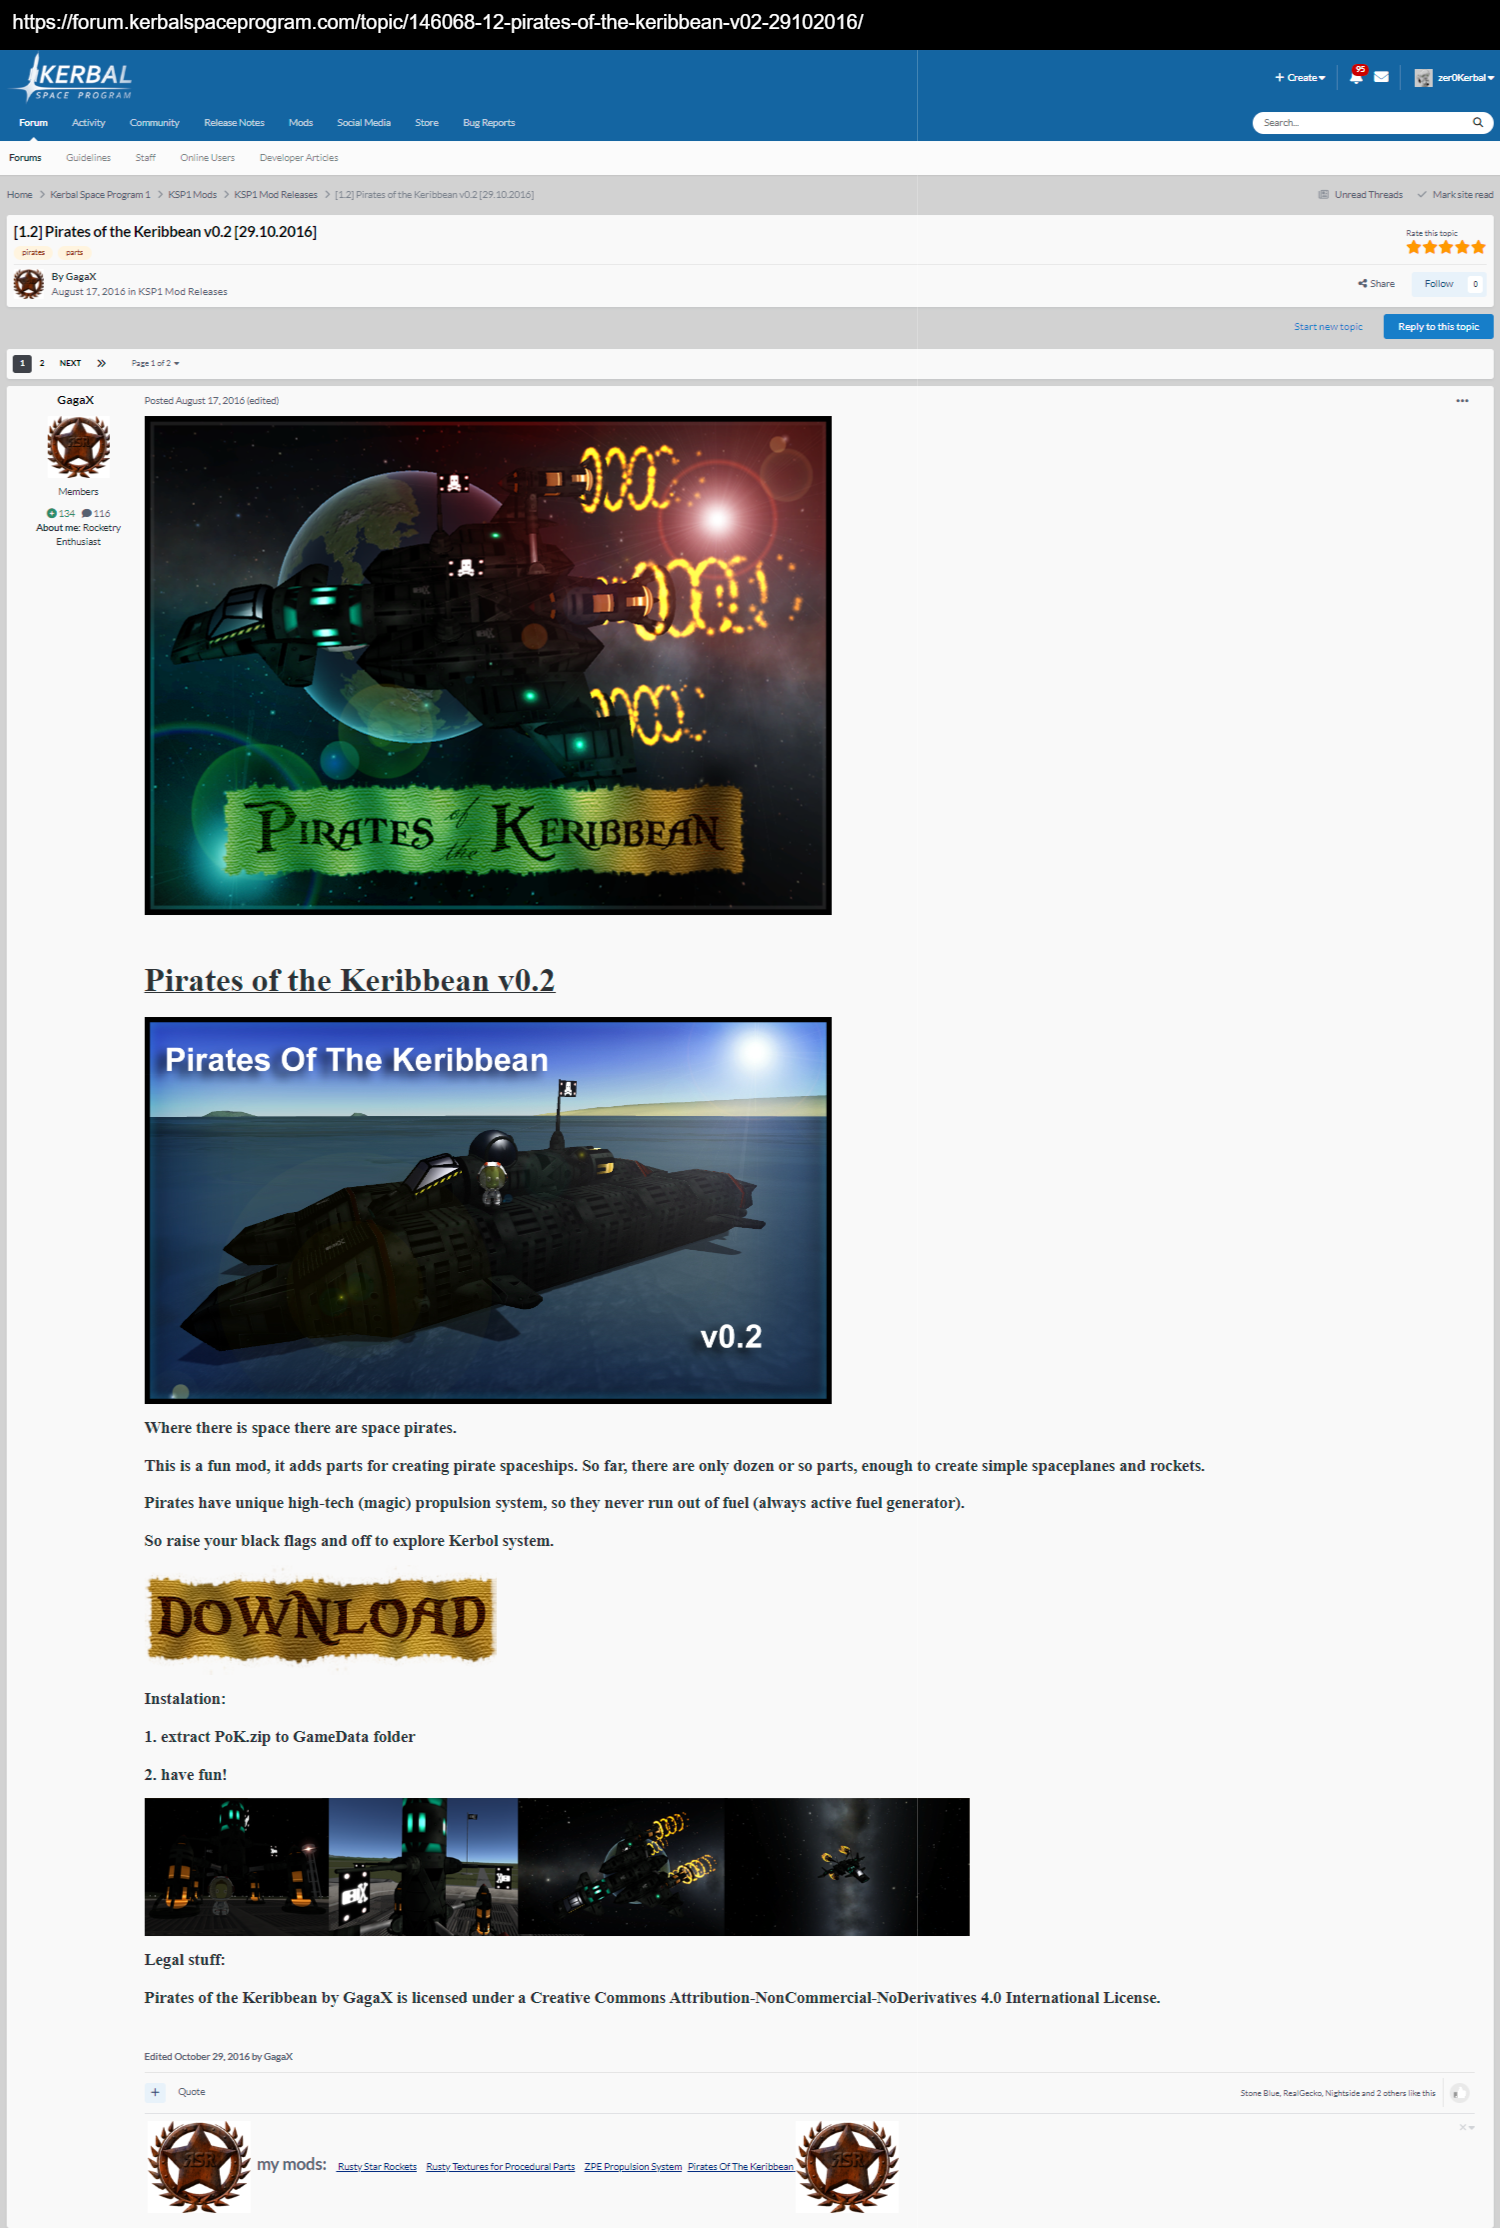 https://forum.kerbalspaceprogram.com/topic/146068-12-pirates-of-the-keribbean-v02-29102016/
KERBAL
SPACE PROGRAM
+ Create
95
zer0Kerbal
Forum Activity Community Release Notes Mods Social Media Store Bug Reports
Search...
Forums Guidelines Staff Online Users Developer Articles
Home > Kerbal Space Program 1 > KSP1 Mods > KSP1 Mod Releases > [1.2] Pirates of the Keribbean v0.2 [29.10.2016]
Unread Threads Mark site read
[1.2] Pirates of the Keribbean v0.2 [29.10.2016]
pirates parts
Rate this topic
By GagaX
August 17, 2016 in KSP1 Mod Releases
Share Follow 0
Start new topic Reply to this topic
1 2 NEXT Page 1 of 2
GagaX
Posted August 17, 2016 (edited)
RSR
Members
134 116
About me: Rocketry
Enthusiast
PIRATES of the KERIBBEAN
Pirates of the Keribbean v0.2
Pirates Of The Keribbean
v0.2
Where there is space there are space pirates.
This is a fun mod, it adds parts for creating pirate spaceships. So far, there are only dozen or so parts, enough to create simple spaceplanes and rockets.
Pirates have unique high-tech (magic) propulsion system, so they never run out of fuel (always active fuel generator).
So raise your black flags and off to explore Kerbol system.
DOWNLOAD
Instalation:
1. extract PoK.zip to GameData folder
2. have fun!
Legal stuff:
Pirates of the Keribbean by GagaX is licensed under a Creative Commons Attribution-NonCommercial-NoDerivatives 4.0 International License.
Edited October 29, 2016 by GagaX
+ Quote
Stone Blue, RealGecko, Nightside and 2 others like this
RSR
my mods: Rusty Star Rockets Rusty Textures for Procedural Parts ZPE Propulsion System Pirates Of The Keribbean
RSR